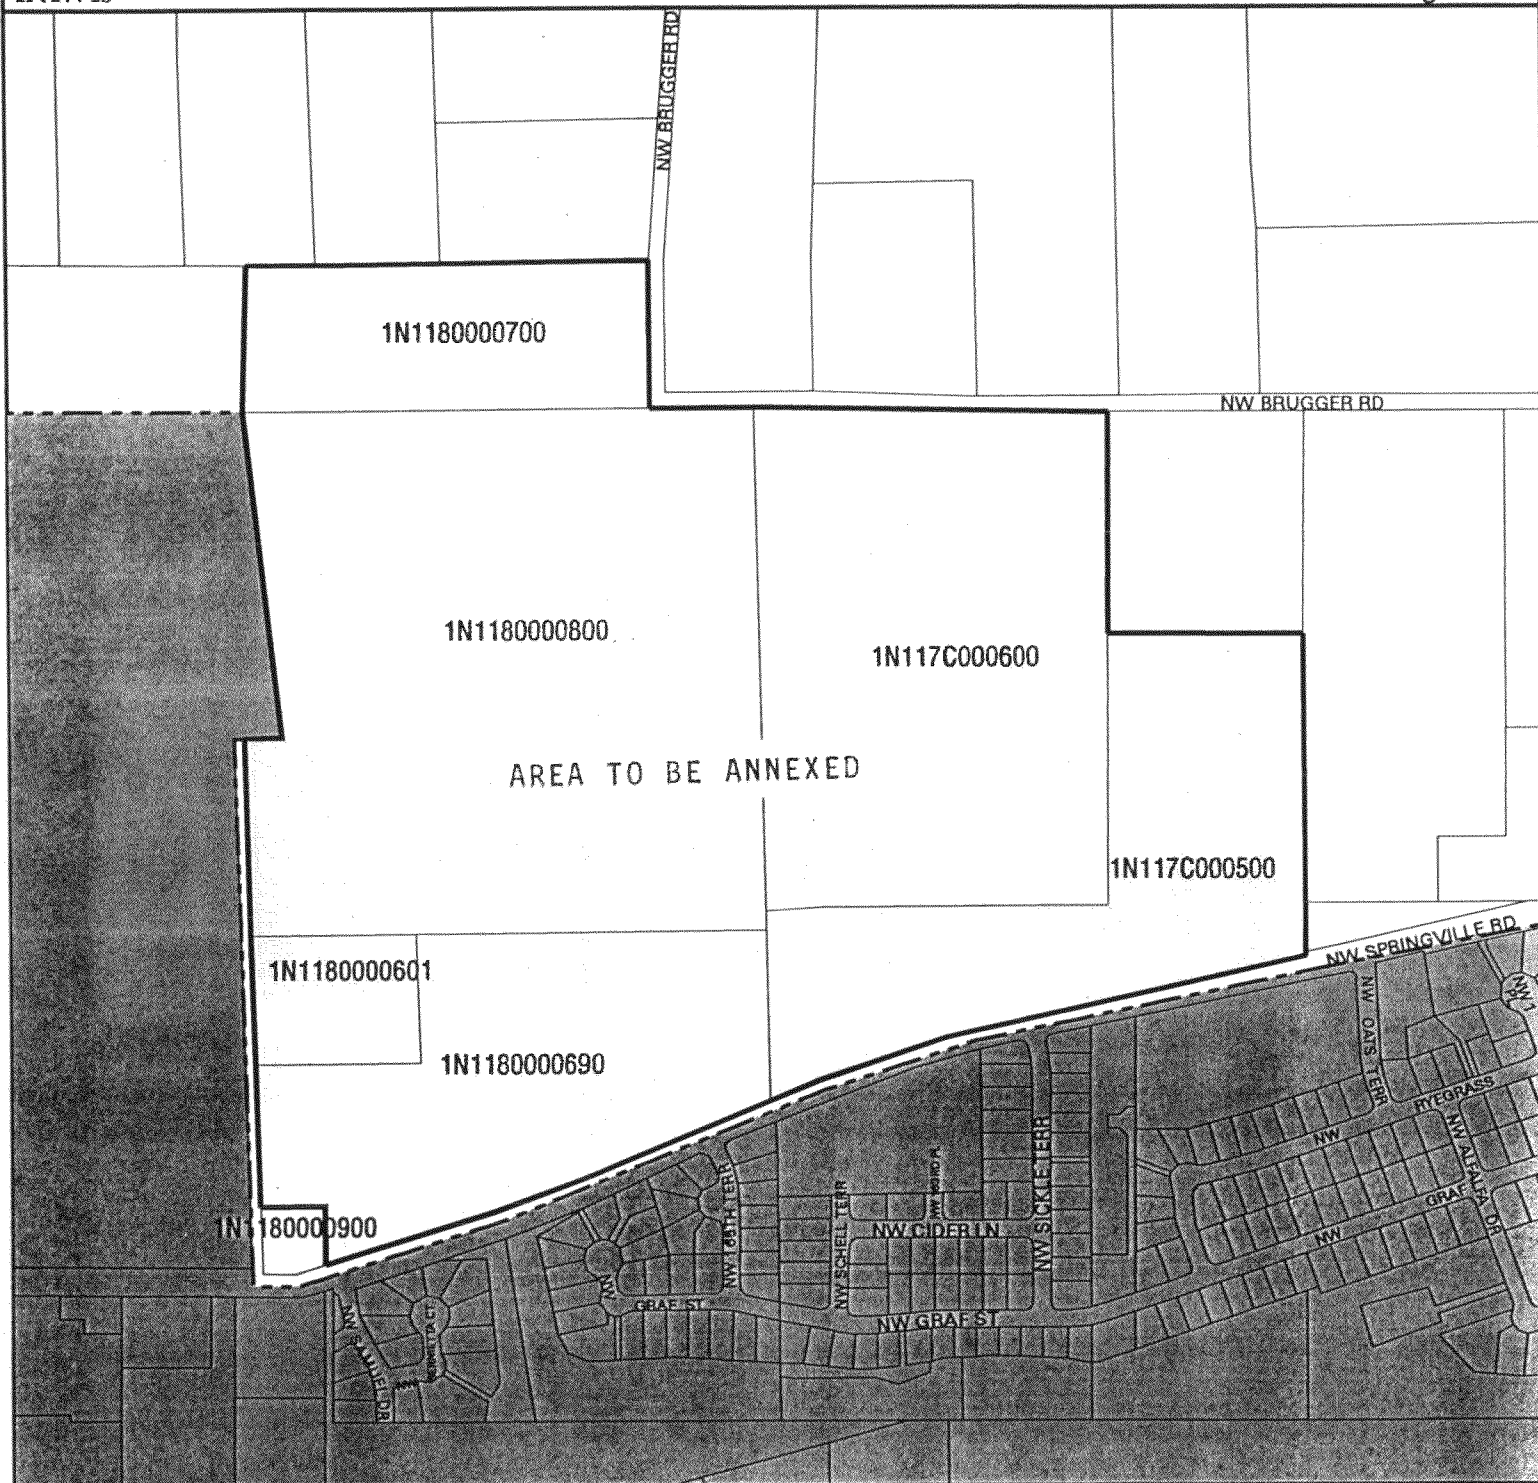 NW BRUGGER RD
1N1180000700
NW BRUGGER RD
1N1180000800
1N117C000600
AREA TO BE ANNEXED
1N117C000500
NW SPRINGVILLE RD
1N1180000601
NW OATS TERR
1N1180000690
RYEGRASS
NW
NW ALFALFA DR
NW SICKLE TERR
NW SCHELL TERR
GRAF
1N1180000900
NW CIDER LN
NW
NW
GRAF ST
NW GRAF ST